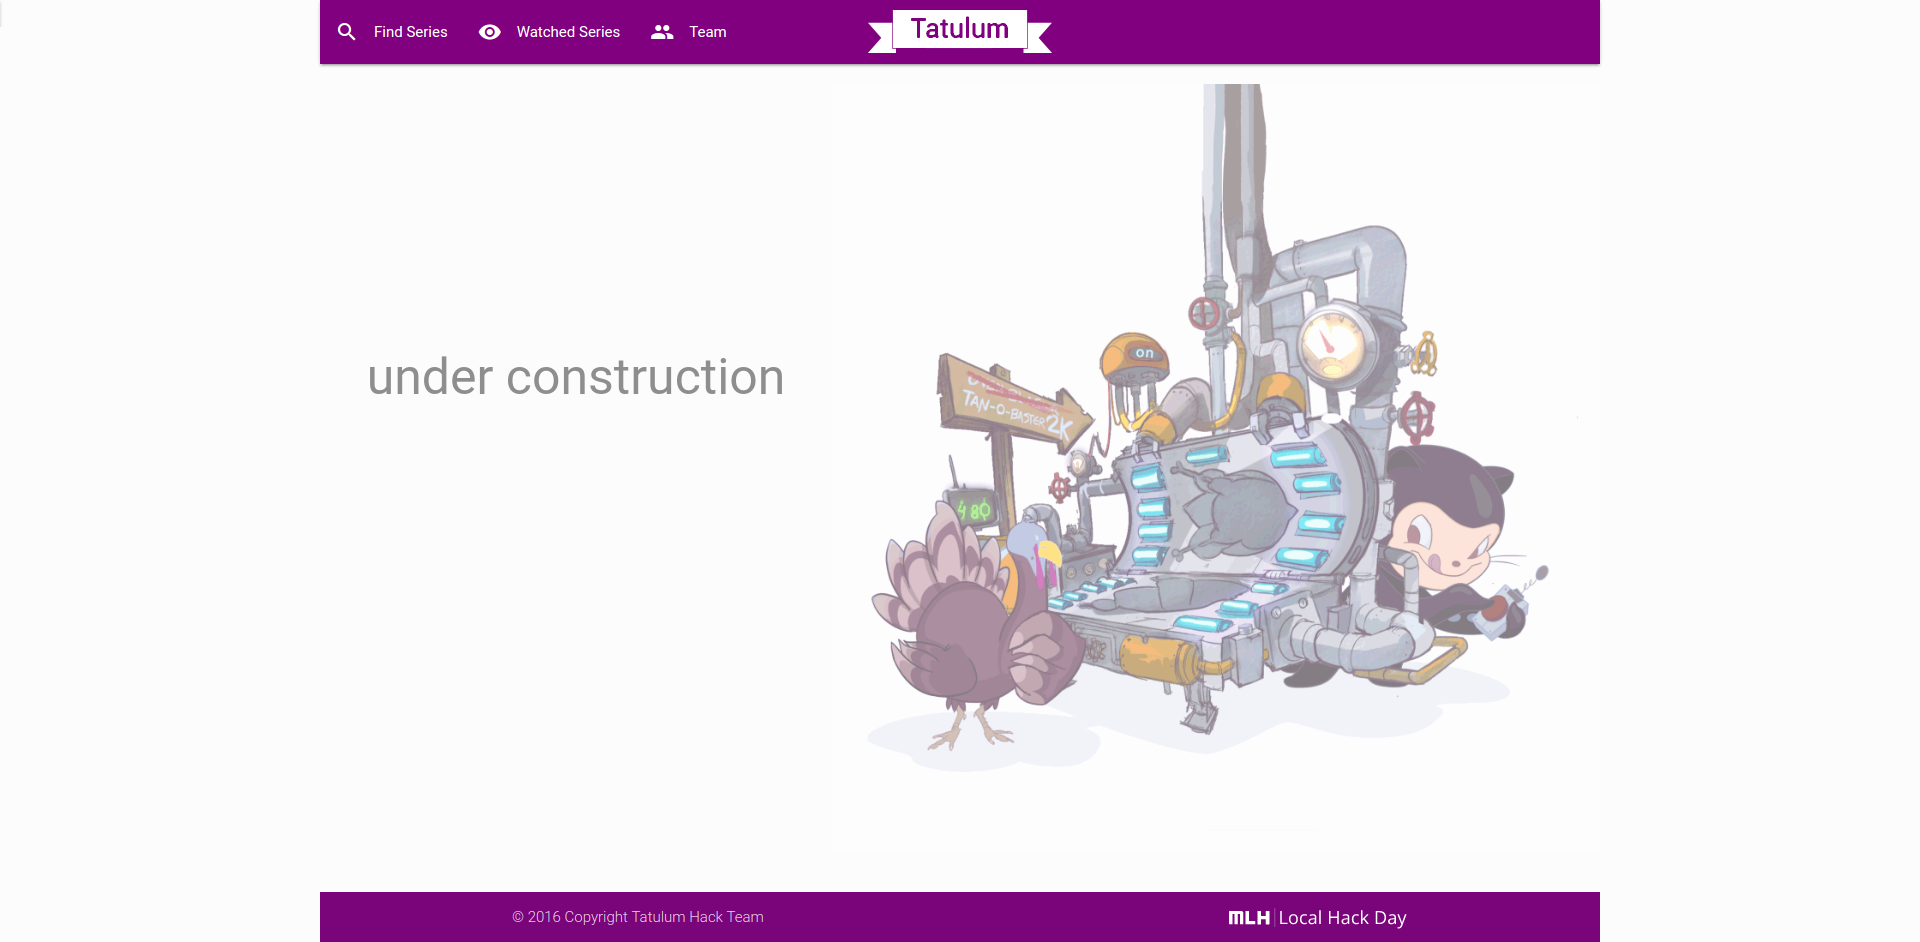 Find Series
Watched Series
Team
Tatulum
under construction
on
TAN-O-BASTER 2K
480
© 2016 Copyright Tatulum Hack Team
MLH Local Hack Day